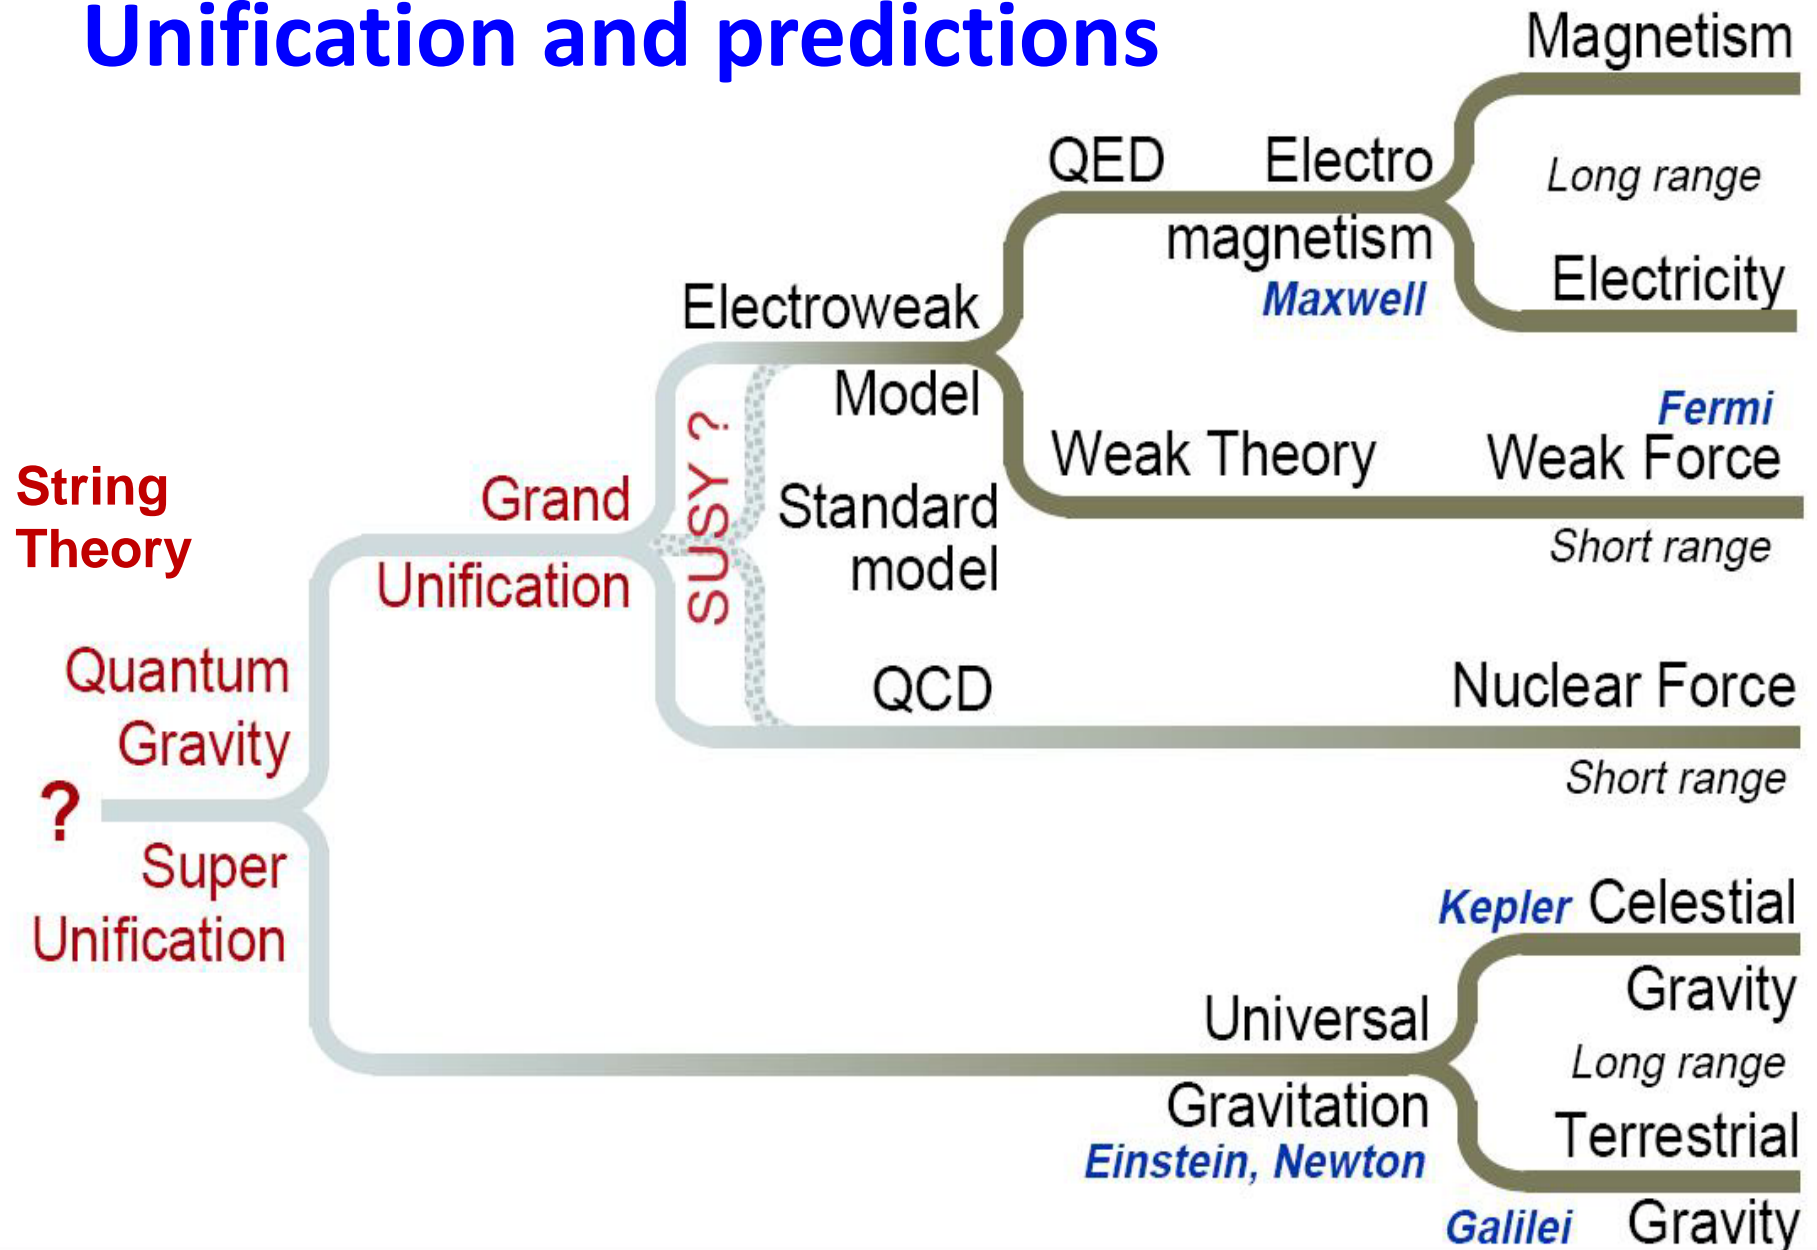 Unification and predictions
Magnetism
QED
Electro
magnetism
Maxwell
Long range
Electricity
Electroweak
Model
Fermi
Weak Theory
Weak Force
Short range
String
Theory
Grand
Unification
SUSY ?
Standard
model
Quantum
Gravity
QCD
Nuclear Force
Short range
?
Super
Unification
Kepler Celestial
Gravity
Universal
Gravitation
Einstein, Newton
Long range
Terrestrial
Galilei Gravity